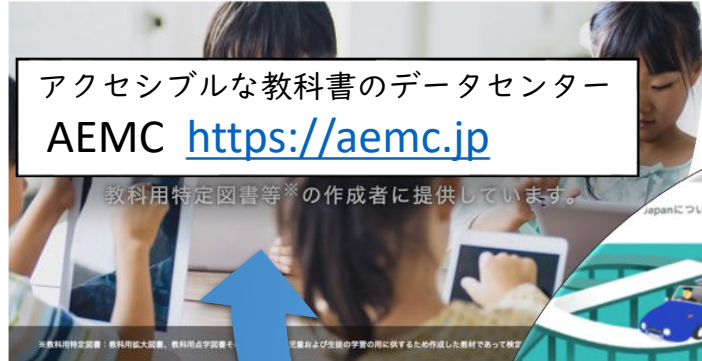 アクセシブルな教科書のデータセンター
AEMC https://aemc.jp
教科用特定図書等※の作成者に提供しています。
Japanについ
※教科用特定図書：教科用拡大図書、教科用点字図書そ
児童および生徒の学習の用に供するため作成した教材であって検定